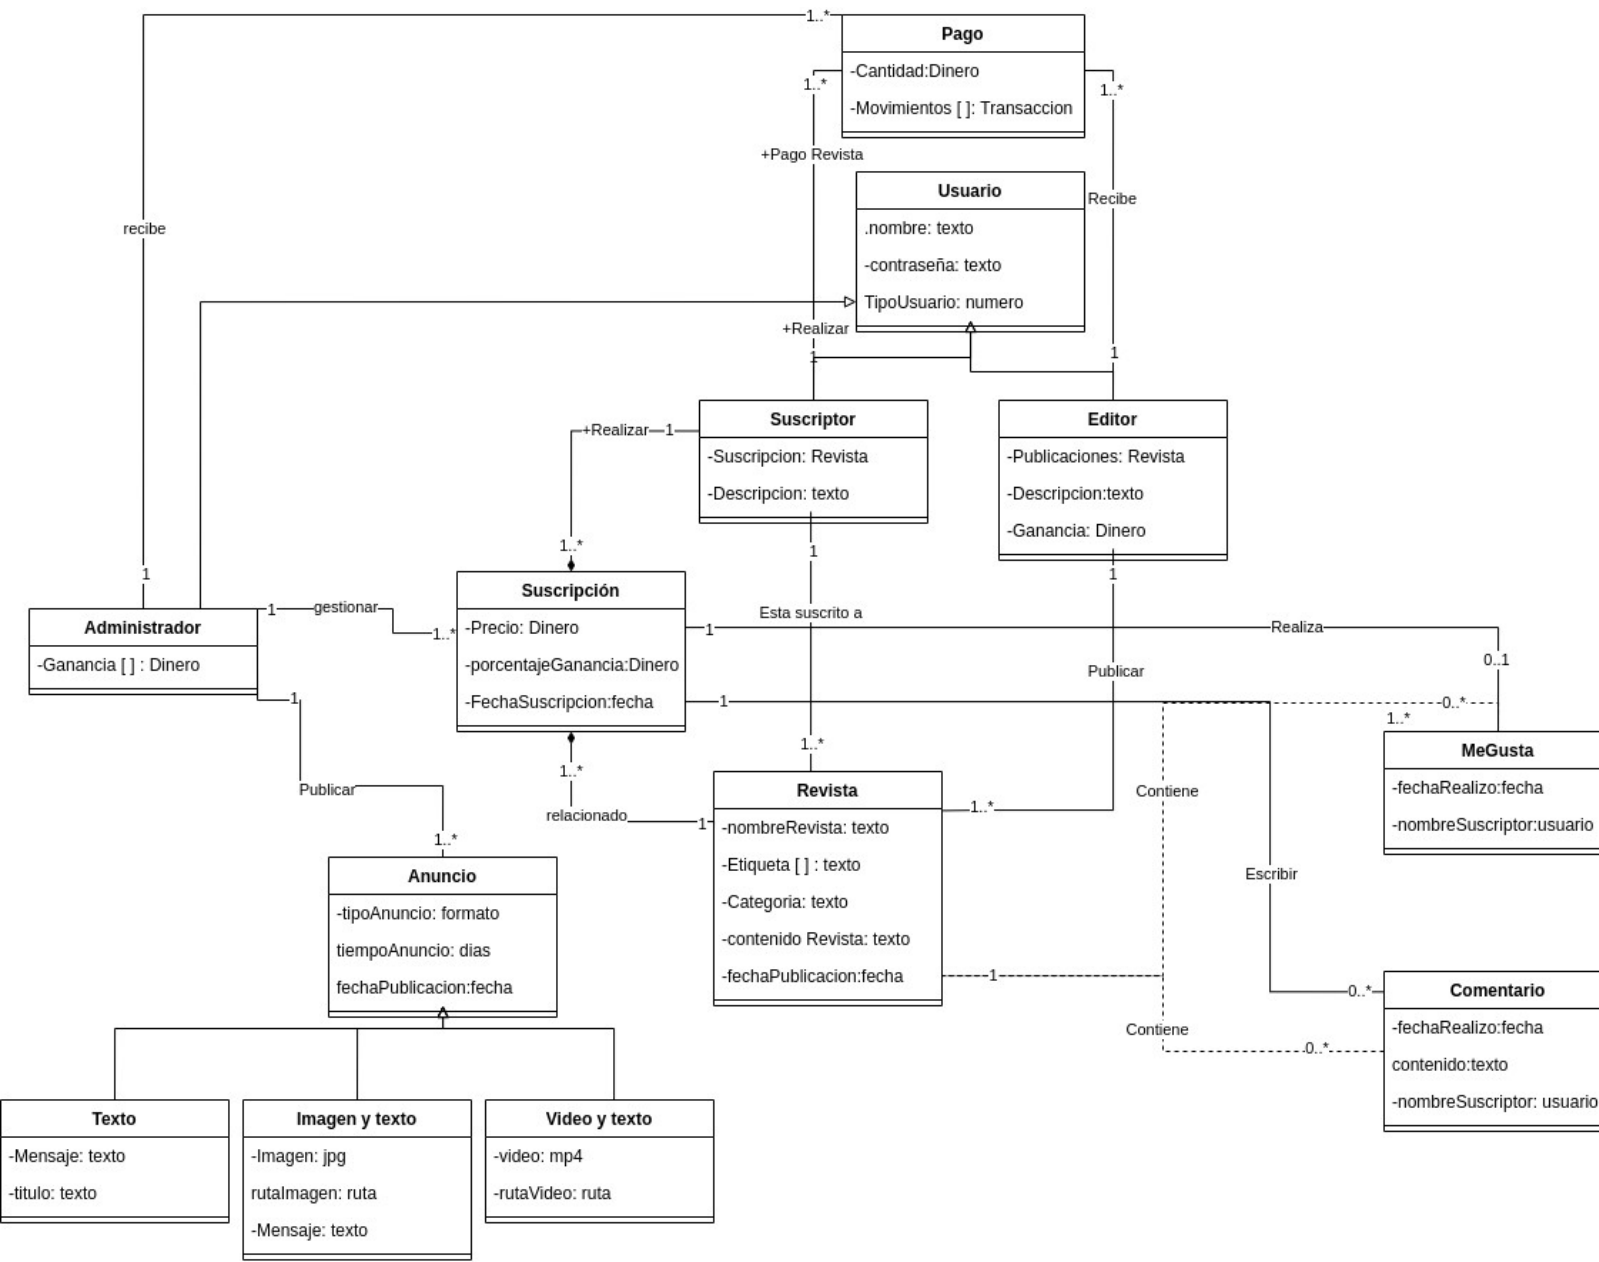 1..*
Pago
-Cantidad:Dinero
-Movimientos [ ]: Transaccion
1..*
1..*
+Pago Revista
Recibe
recibe
Usuario
.nombre: texto
-contraseña: texto
TipoUsuario: numero
+Realizar
1
1
Suscriptor
-Suscripcion: Revista
-Descripcion: texto
Editor
-Publicaciones: Revista
-Descripcion:texto
-Ganancia: Dinero
+Realizar
1
1..*
1
1
1
Administrador
-Ganancia [ ] : Dinero
1
gestionar
1..*
Suscripción
-Precio: Dinero
-porcentajeGanancia:Dinero
-FechaSuscripcion:fecha
Esta suscrito a
1
Realiza
0..1
Publicar
1
1
0..*
1..*
1..*
1..*
relacionado
1
Publicar
1..*
Revista
-nombreRevista: texto
-Etiqueta [ ] : texto
-Categoria: texto
-contenido Revista: texto
-fechaPublicacion:fecha
1..*
Contiene
MeGusta
-fechaRealizo:fecha
-nombreSuscriptor:usuario
Escribir
Anuncio
-tipoAnuncio: formato
tiempoAnuncio: dias
fechaPublicacion:fecha
1
0..*
Contiene
0..*
Comentario
-fechaRealizo:fecha
contenido:texto
-nombreSuscriptor: usuario
Texto
-Mensaje: texto
-titulo: texto
Imagen y texto
-Imagen: jpg
rutaImagen: ruta
-Mensaje: texto
Video y texto
-video: mp4
-rutaVideo: ruta